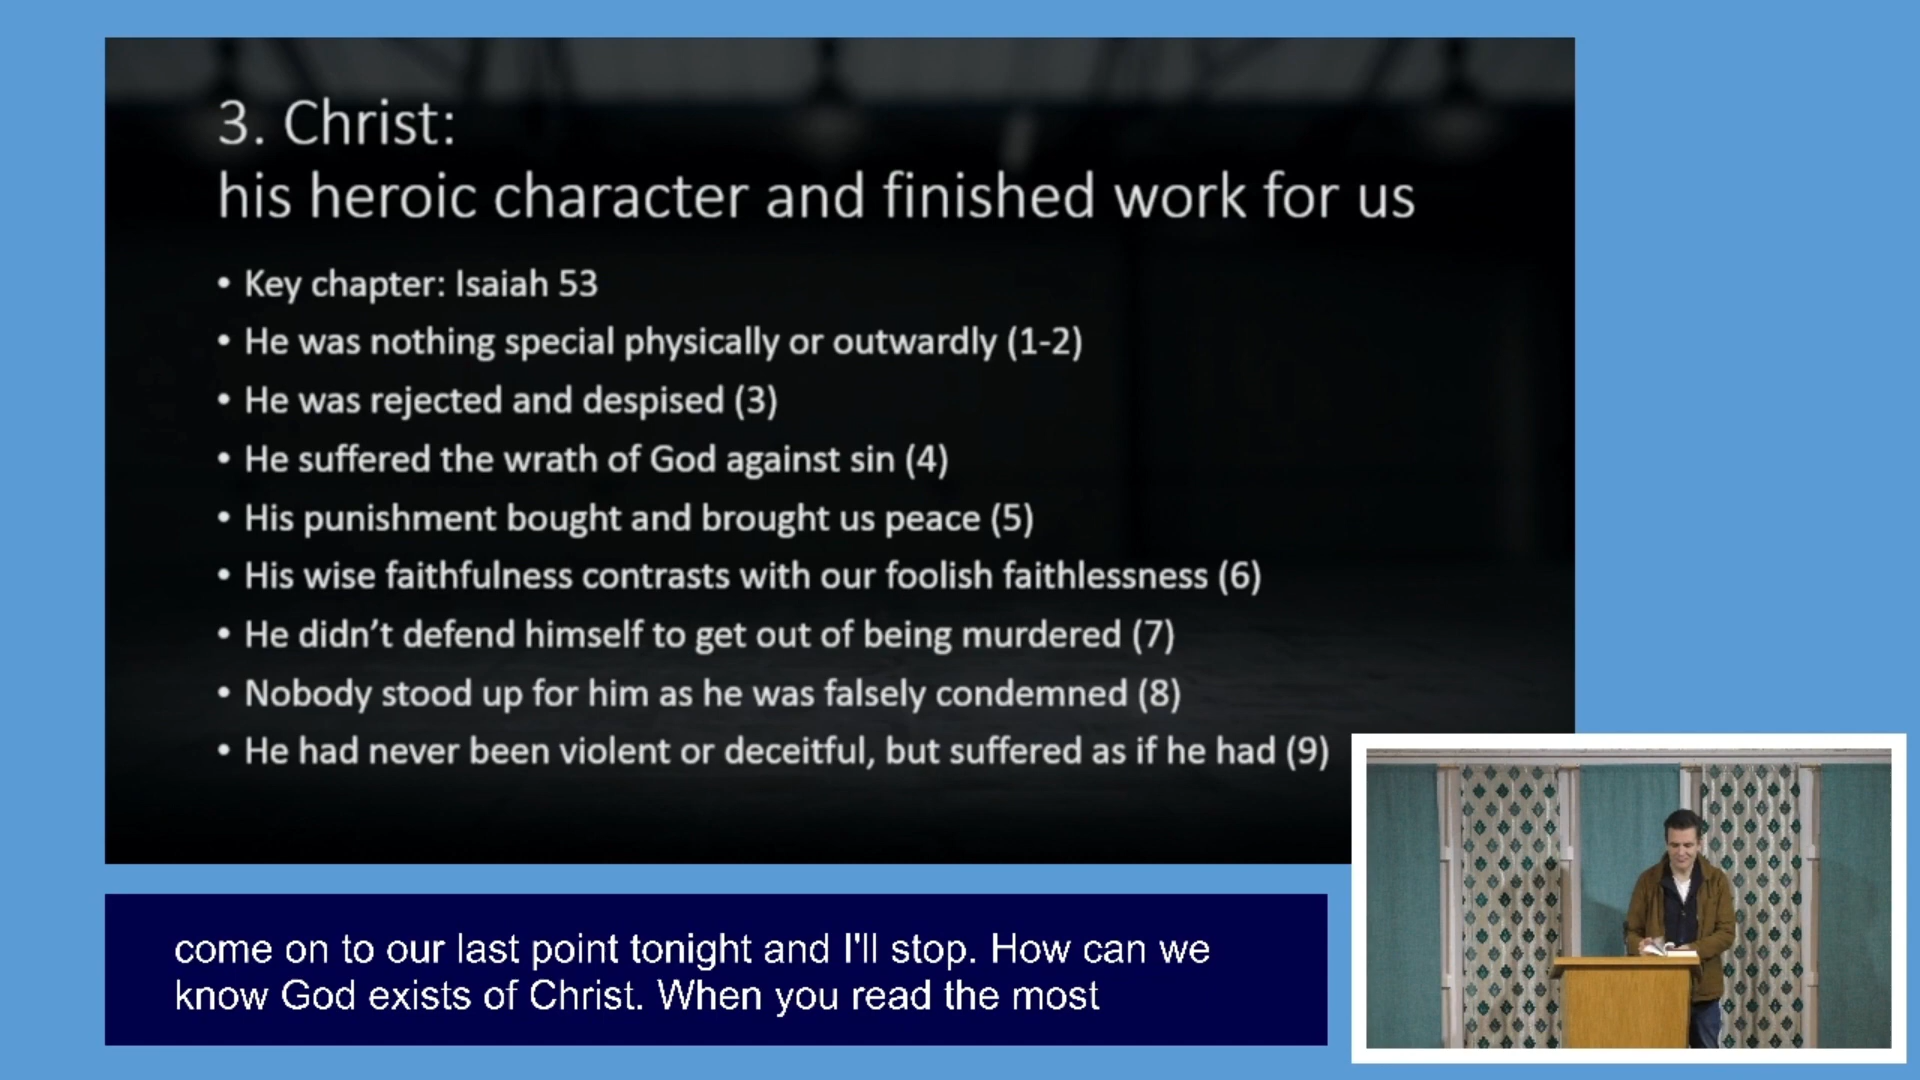 3. Christ:
his heroic character and finished work for us
• Key chapter: Isaiah 53
• He was nothing special physically or outwardly (1-2)
• He was rejected and despised (3)
• He suffered the wrath of God against sin (4)
• His punishment bought and brought us peace (5)
• His wise faithfulness contrasts with our foolish faithlessness (6)
• He didn’t defend himself to get out of being murdered (7)
• Nobody stood up for him as he was falsely condemned (8)
• He had never been violent or deceitful, but suffered as if he had (9)
come on to our last point tonight and I'll stop. How can we
know God exists of Christ. When you read the most